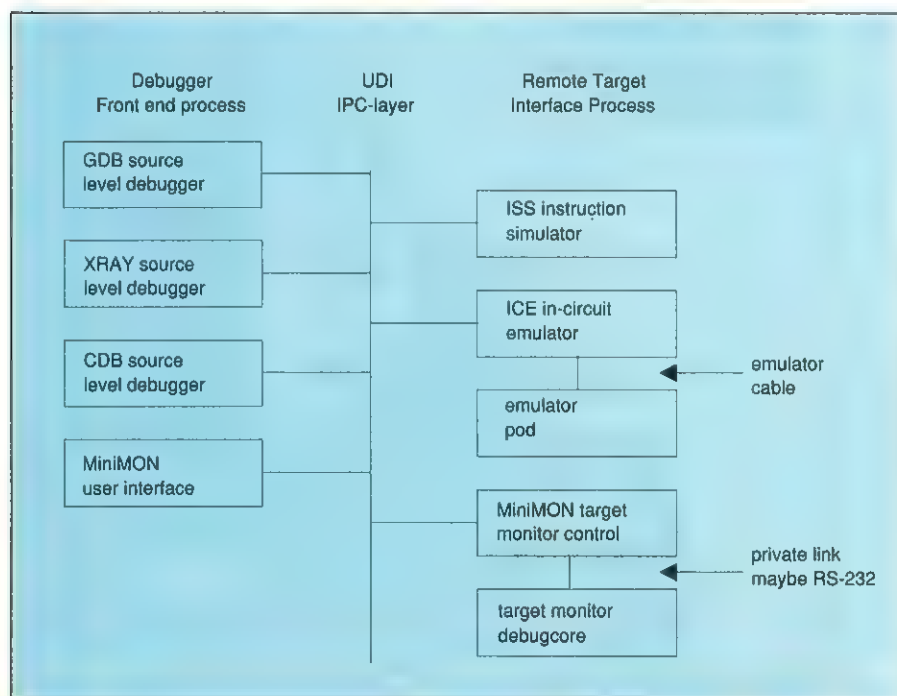 Debugger
Front end process
UDI
IPC-layer
Remote Target
Interface Process
GDB source
level debugger
XRAY source
level debugger
CDB source
level debugger
MiniMON
user interface
ISS instruction
simulator
ICE in-circuit
emulator
emulator
pod
emulator
cable
MiniMON target
monitor control
private link
maybe RS-232
target monitor
debugcore